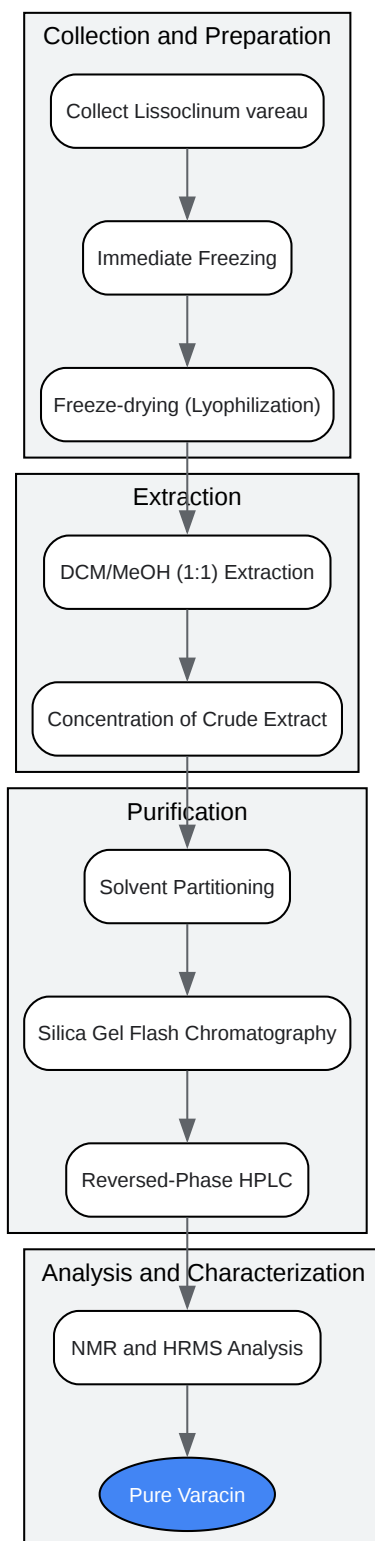 Collection and Preparation
Collect Lissoclinum vareau
Immediate Freezing
Freeze-drying (Lyophilization)
Extraction
DCM/MeOH (1:1) Extraction
Concentration of Crude Extract
Purification
Solvent Partitioning
Silica Gel Flash Chromatography
Reversed-Phase HPLC
Analysis and Characterization
NMR and HRMS Analysis
Pure Varacin